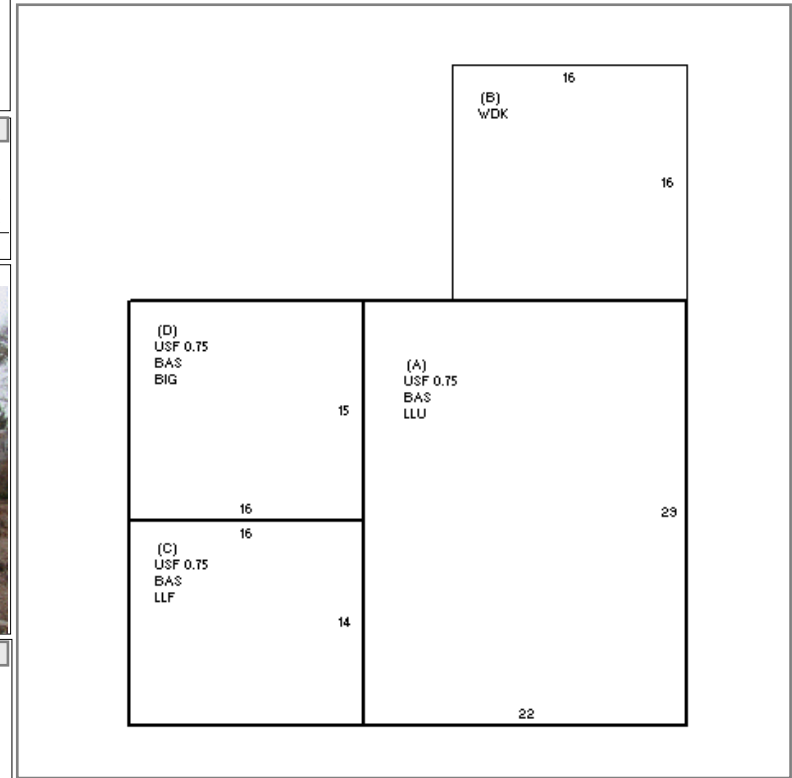 16
(B)
WDK
16
(D)
USF 0.75
BAS
BIG
15
16
(A)
USF 0.75
BAS
LLU
29
16
(C)
USF 0.75
BAS
LLF
14
22